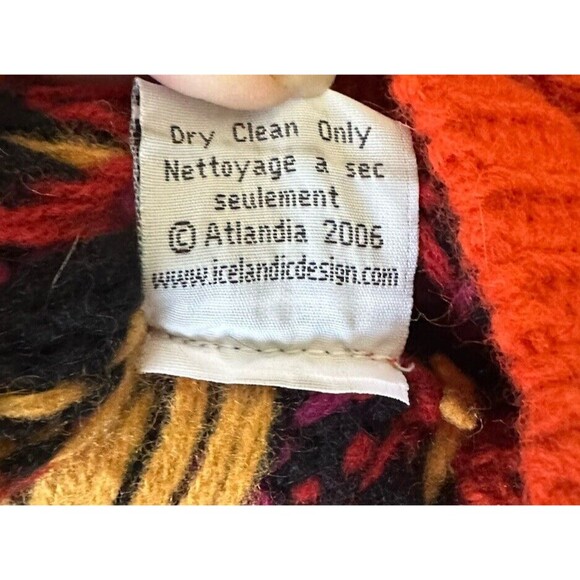 Dry Clean Only
Nettoyage a sec
seulement
© Atlandia 2006
www.icelandicdesign.com